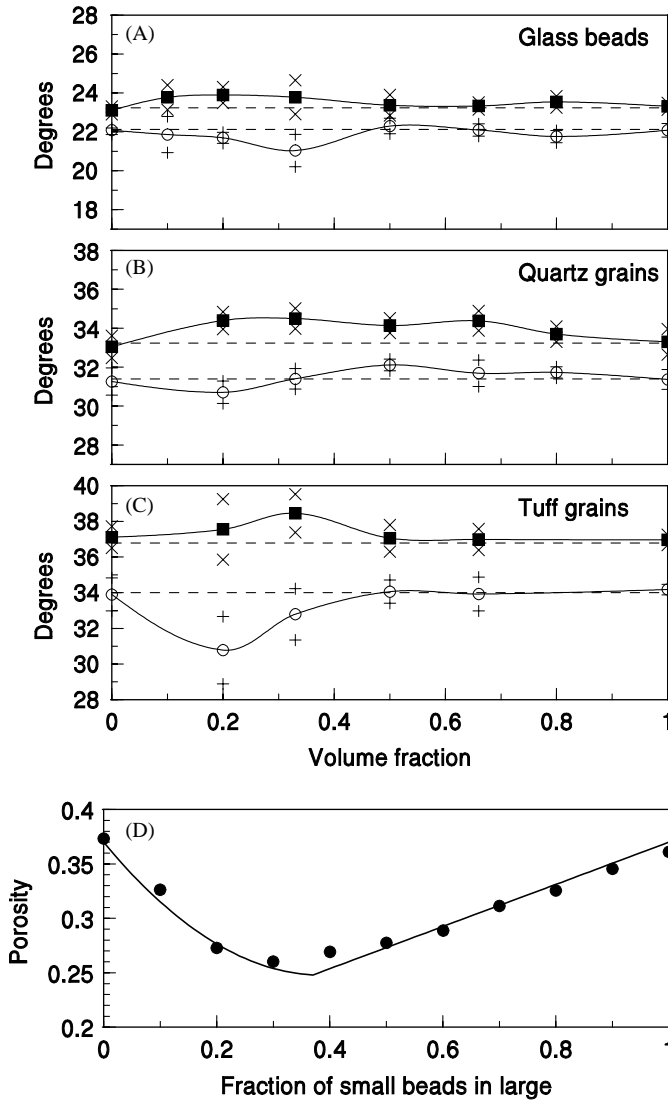 (A) Glass beads
Degrees
28
26
24
22
20
18
(B) Quartz grains
Degrees
38
36
34
32
30
28
26
(C) Tuff grains
Degrees
40
38
36
34
32
30
28
0 0.2 0.4 0.6 0.8 1
Volume fraction
(D)
Porosity
0.4
0.35
0.3
0.25
0.2
0 0.2 0.4 0.6 0.8 1
Fraction of small beads in large